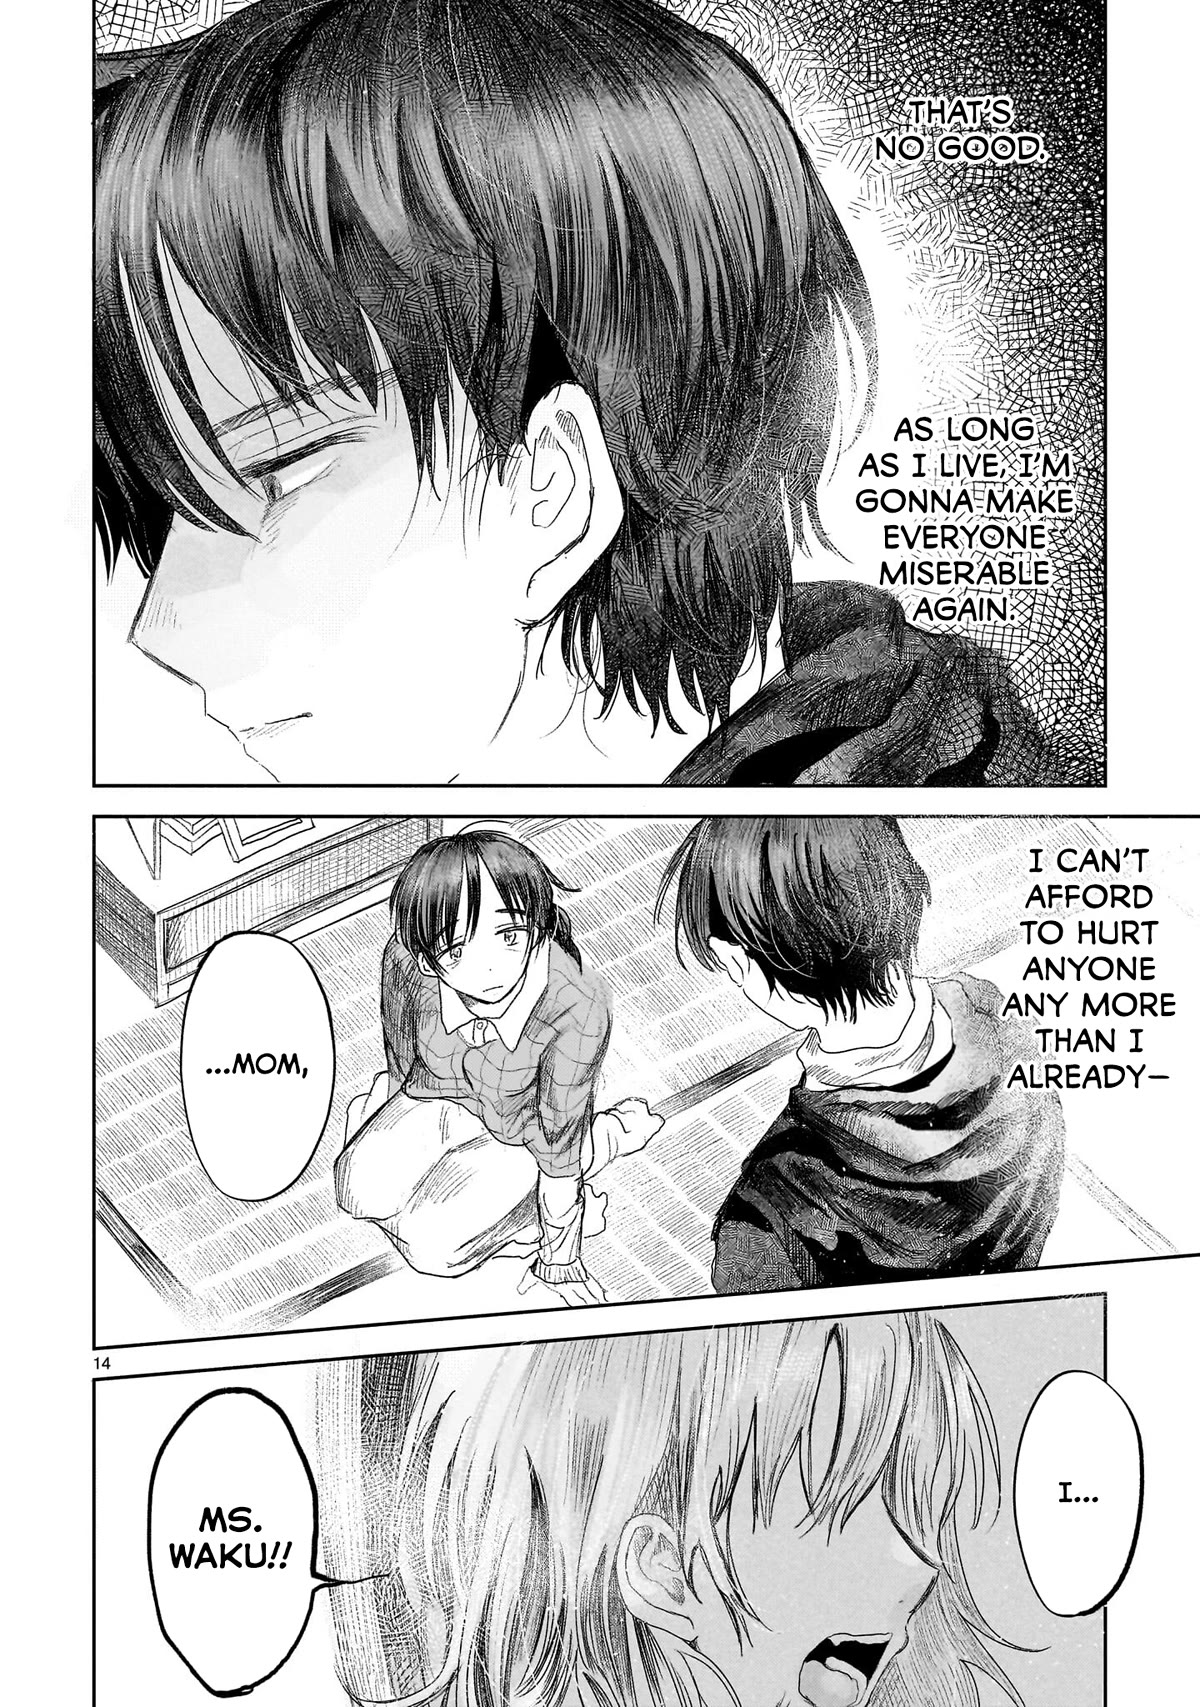 THAT'S
NO GOOD.
AS LONG
AS I LIVE, I'M
GONNA MAKE
EVERYONE
MISERABLE
AGAIN.
I CAN'T
AFFORD
TO HURT
ANYONE
ANY MORE
THAN I
ALREADY—
...MOM,
I...
MS.
WAKU!!
14